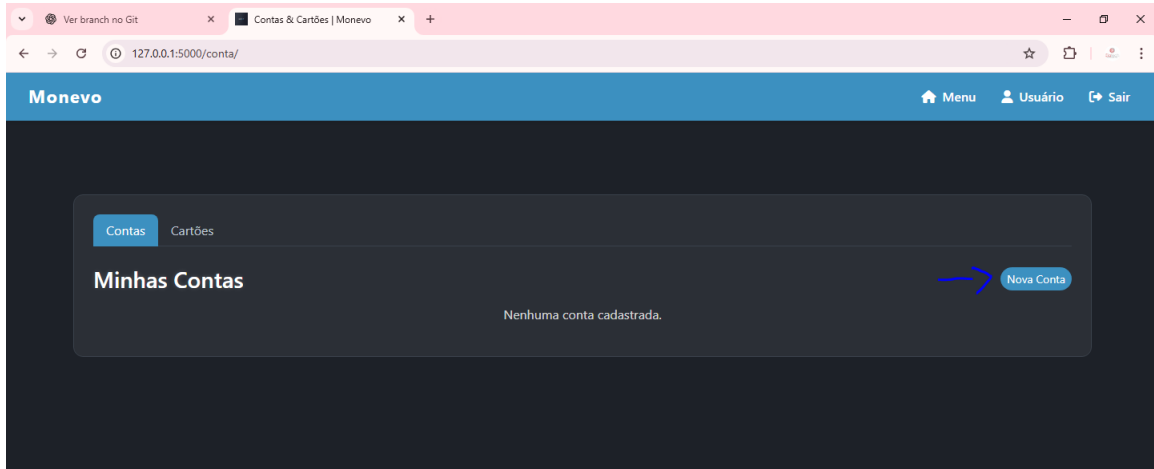 Ver branch no Git
Contas & Cartões | Monevo
127.0.0.1:5000/conta/
Monevo
Menu
Usuário
Sair
Contas
Cartões
Minhas Contas
Nova Conta
Nenhuma conta cadastrada.